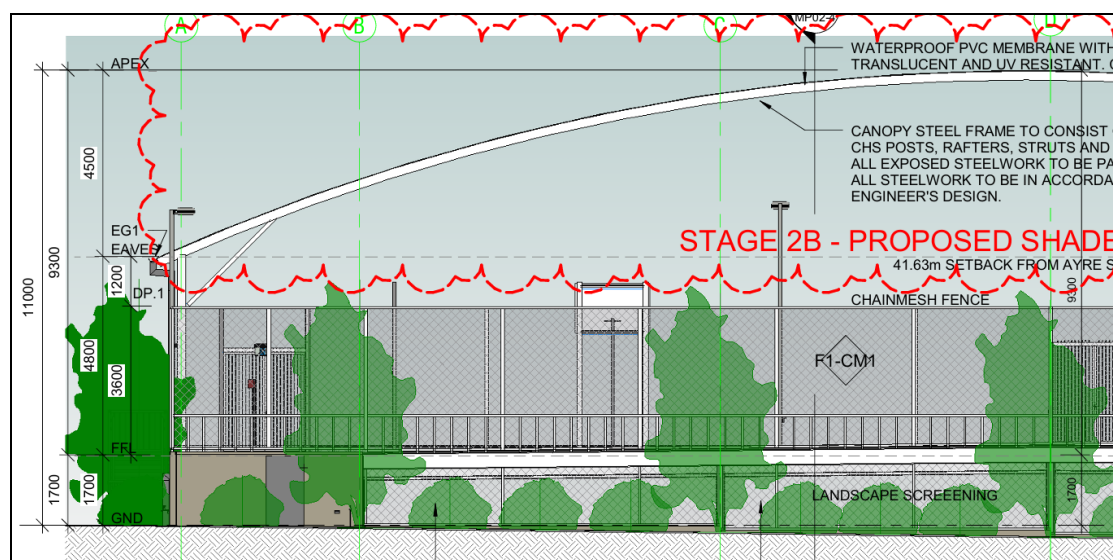 A
B
C
D
MP02-4
APEX
WATERPROOF PVC MEMBRANE WITH
TRANSLUCENT AND UV RESISTANT.
CANOPY STEEL FRAME TO CONSIST
CHS POSTS, RAFTERS, STRUTS AND
ALL EXPOSED STEELWORK TO BE PA
ALL STEELWORK TO BE IN ACCORDA
ENGINEER'S DESIGN.
4500
EG1
EAVES
STAGE 2B - PROPOSED SHADE
41.63m SETBACK FROM AYRE S
9300
11000
1200
DP.1
9300
CHAINMESH FENCE
4800
3600
F1-CM1
FFL
1700
1700
1700
LANDSCAPE SCREEENING
GND